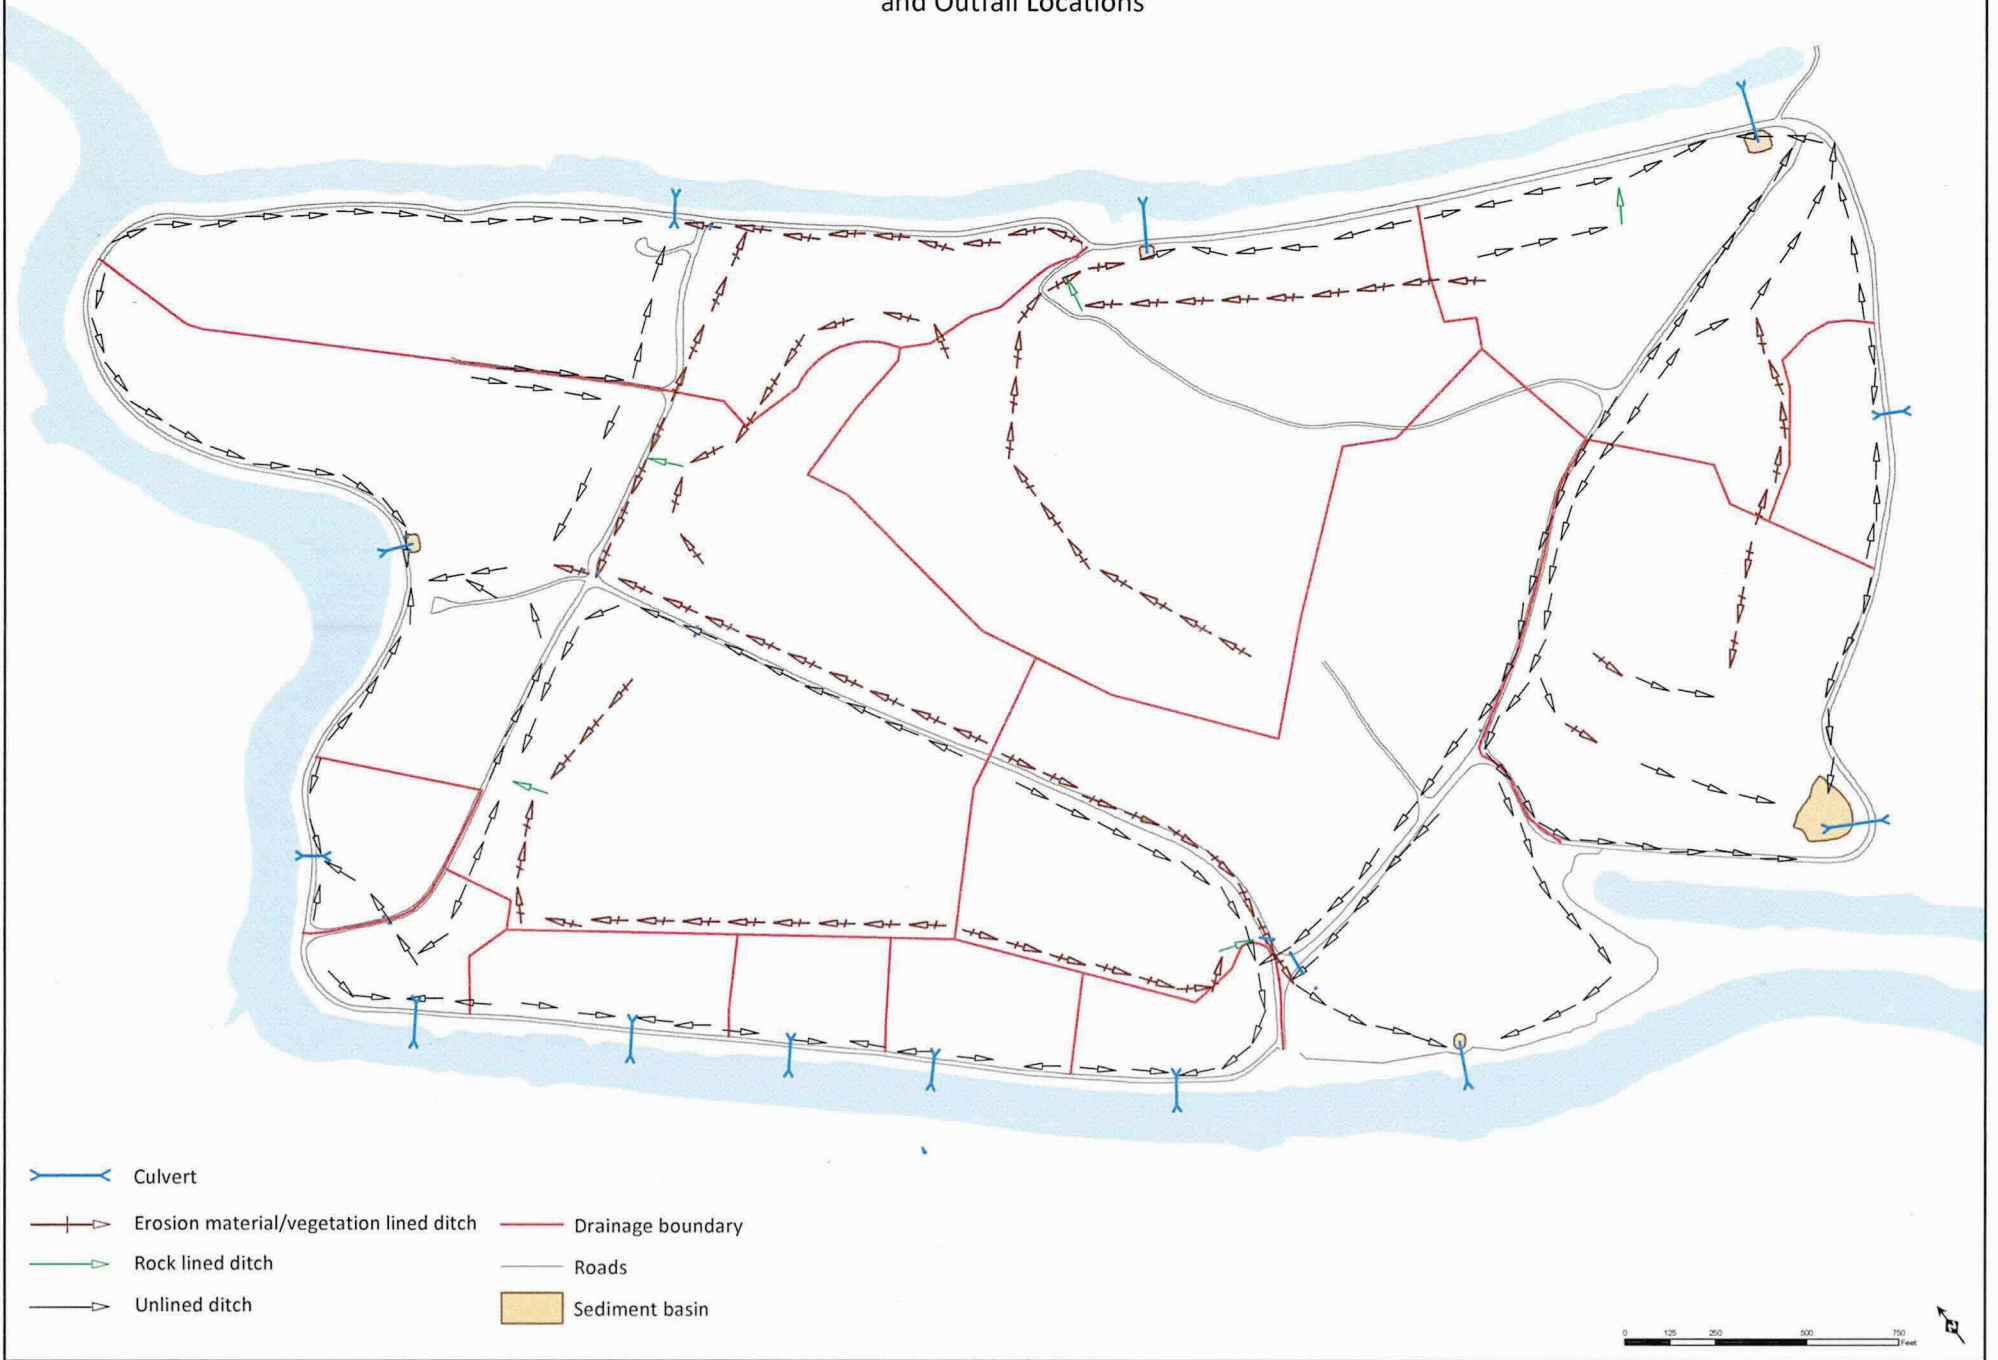 and Outfall Locations
Culvert
Erosion material/vegetation lined ditch
Drainage boundary
Rock lined ditch
Roads
Unlined ditch
Sediment basin
0 125 250 500 750
Feet
N